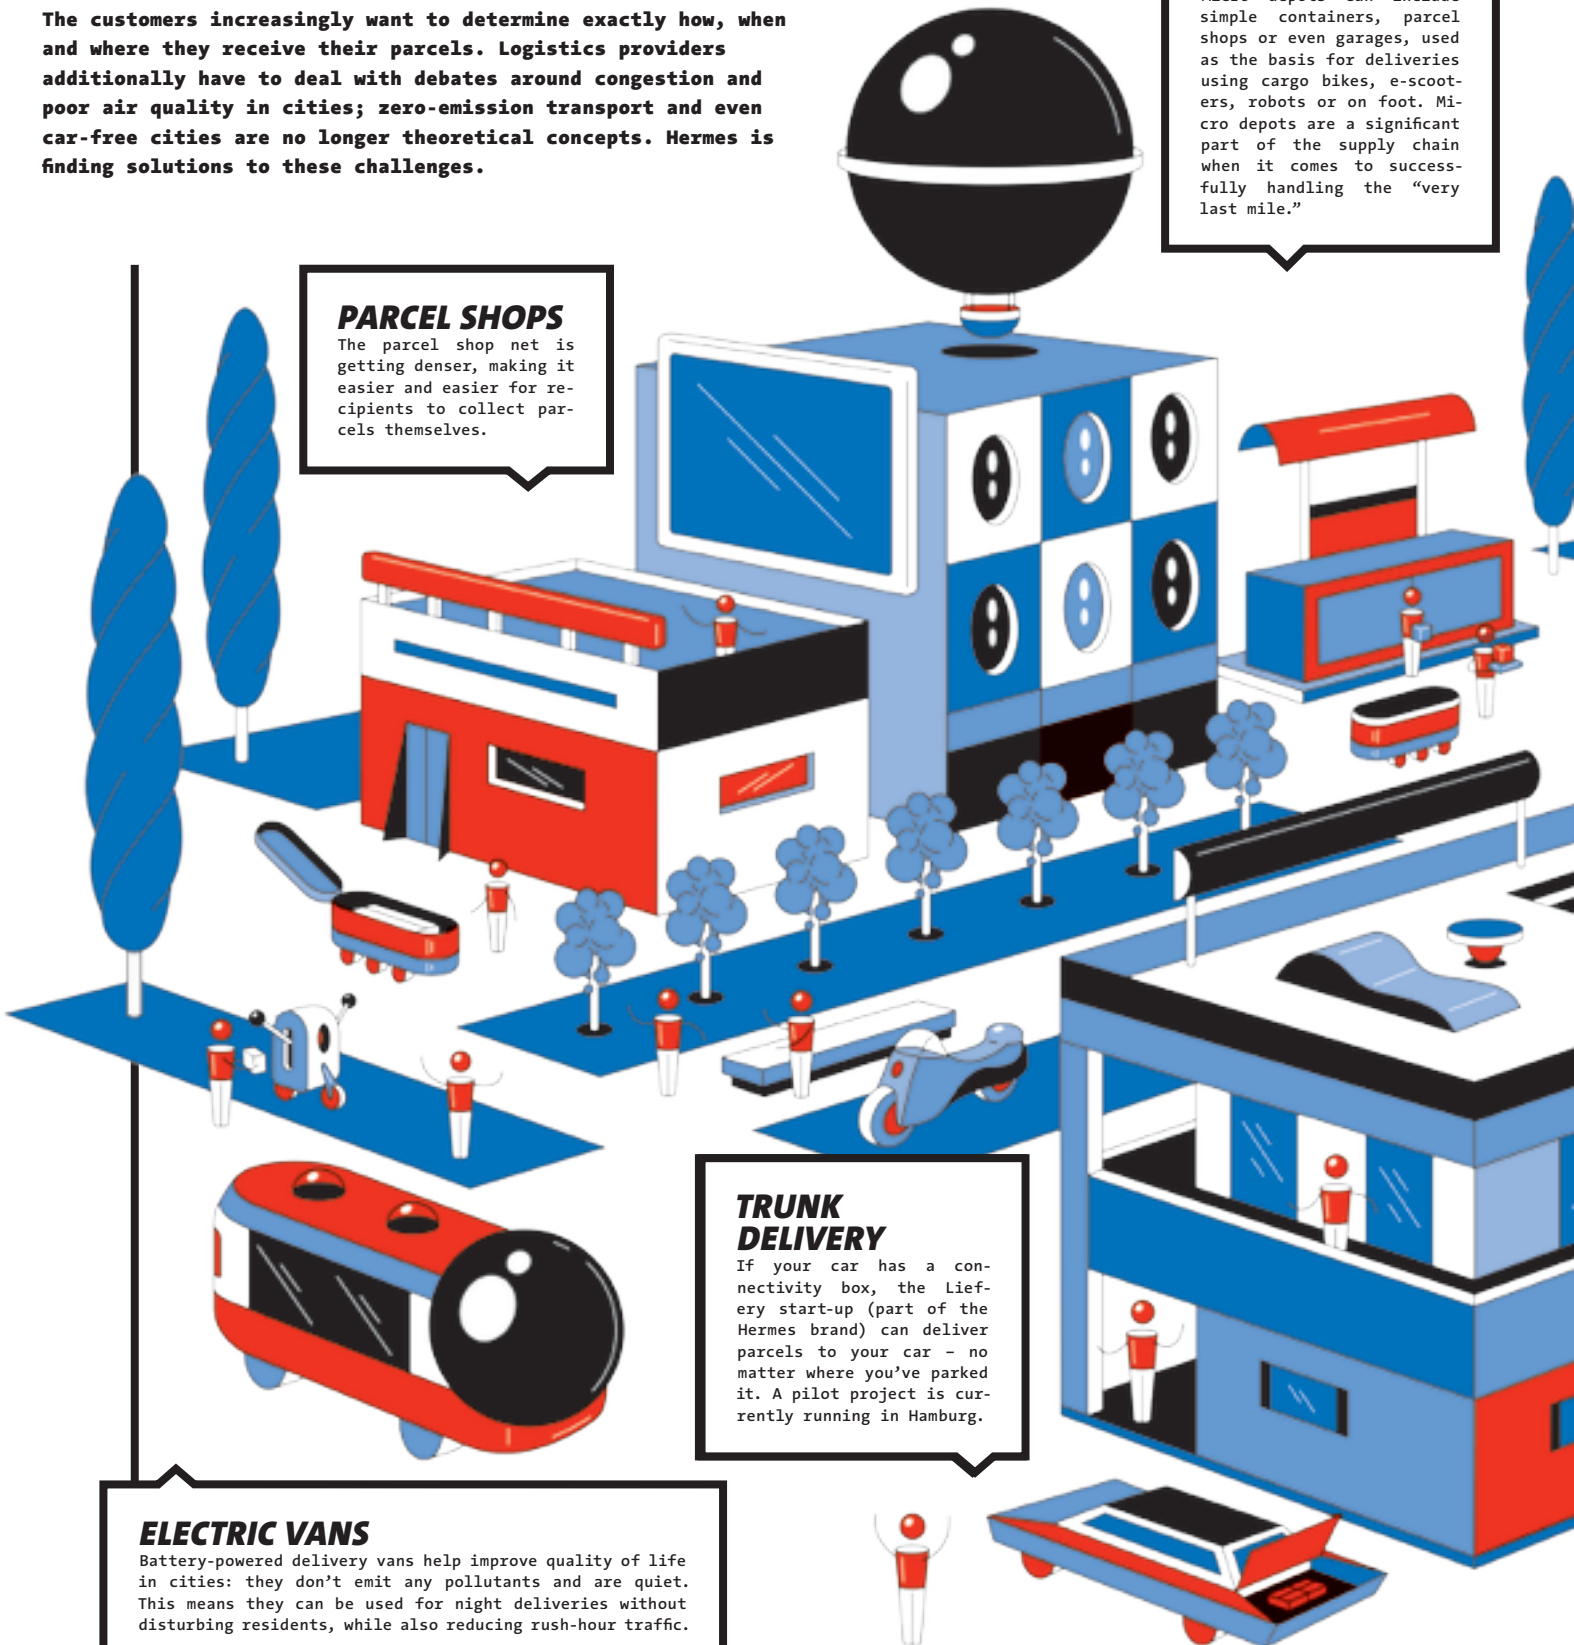 The customers increasingly want to determine exactly how, when
and where they receive their parcels. Logistics providers
additionally have to deal with debates around congestion and
poor air quality in cities; zero-emission transport and even
car-free cities are no longer theoretical concepts. Hermes is
finding solutions to these challenges.
simple containers, parcel
shops or even garages, used
as the basis for deliveries
using cargo bikes, e-scoot-
ers, robots or on foot. Mi-
cro depots are a significant
part of the supply chain
when it comes to success-
fully handling the “very
last mile.”
PARCEL SHOPS
The parcel shop net is
getting denser, making it
easier and easier for re-
cipients to collect par-
cels themselves.
TRUNK
DELIVERY
If your car has a con-
nectivity box, the Lief-
ery start-up (part of the
Hermes brand) can deliver
parcels to your car – no
matter where you’ve parked
it. A pilot project is cur-
rently running in Hamburg.
ELECTRIC VANS
Battery-powered delivery vans help improve quality of life
in cities: they don’t emit any pollutants and are quiet.
This means they can be used for night deliveries without
disturbing residents, while also reducing rush-hour traffic.